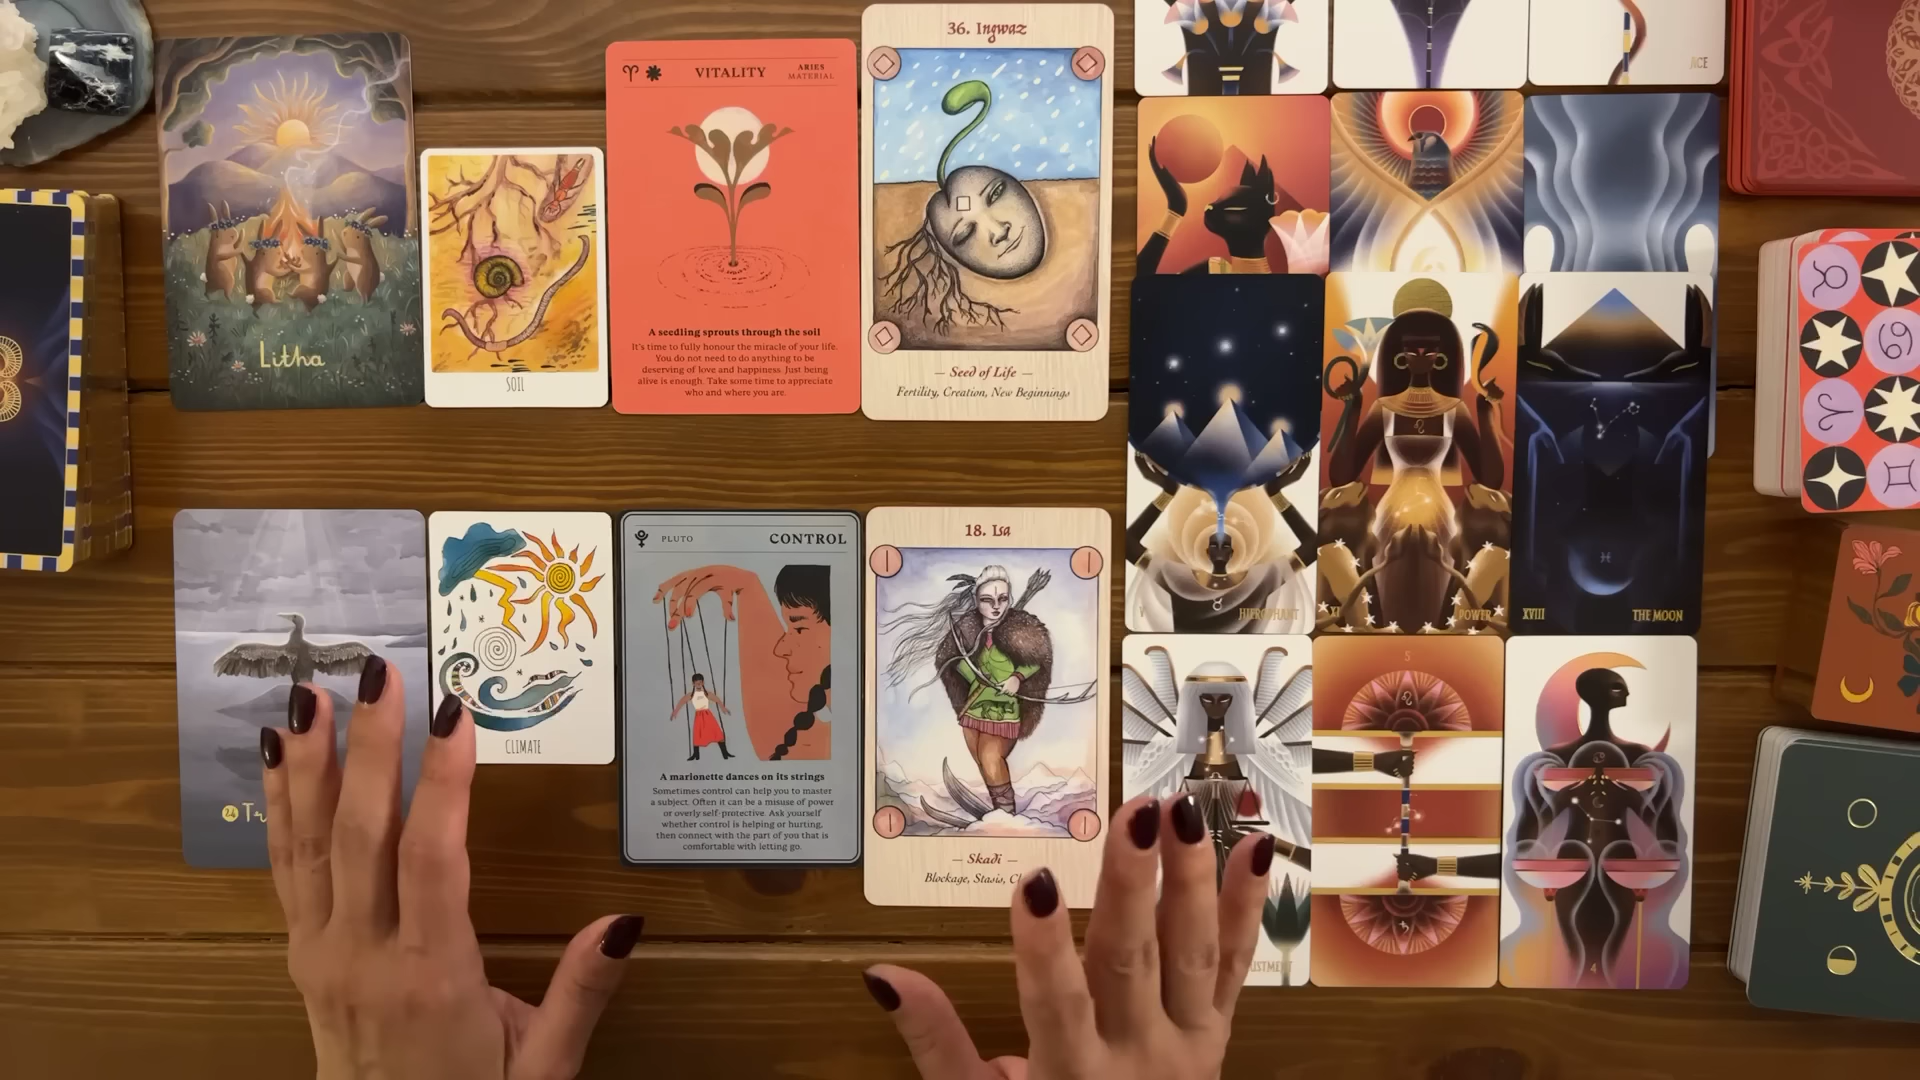 Litha
SOIL
VITALITY
ARIES
MATERIAL
A seedling sprouts through the soil
It's time to fully honour the miracle of your life.
You do not need to do anything to be
deserving of love and happiness. Just being
alive is enough. Take some time to appreciate
who and where you are.
36. Ingwaz
— Seed of Life —
Fertility, Creation, New Beginnings
ACE
V
HIEROPHANT
XI
POWER
XVIII
THE MOON
CLIMATE
PLUTO
CONTROL
A marionette dances on its strings
Sometimes control can help you to master
a subject. Often it can be a misuse of power
or overly self-protective. Ask yourself
whether control is helping or hurting,
then connect with the part of you that is
comfortable with letting go.
18. Isa
— Skadi —
Blockage, Stasis,
5
4